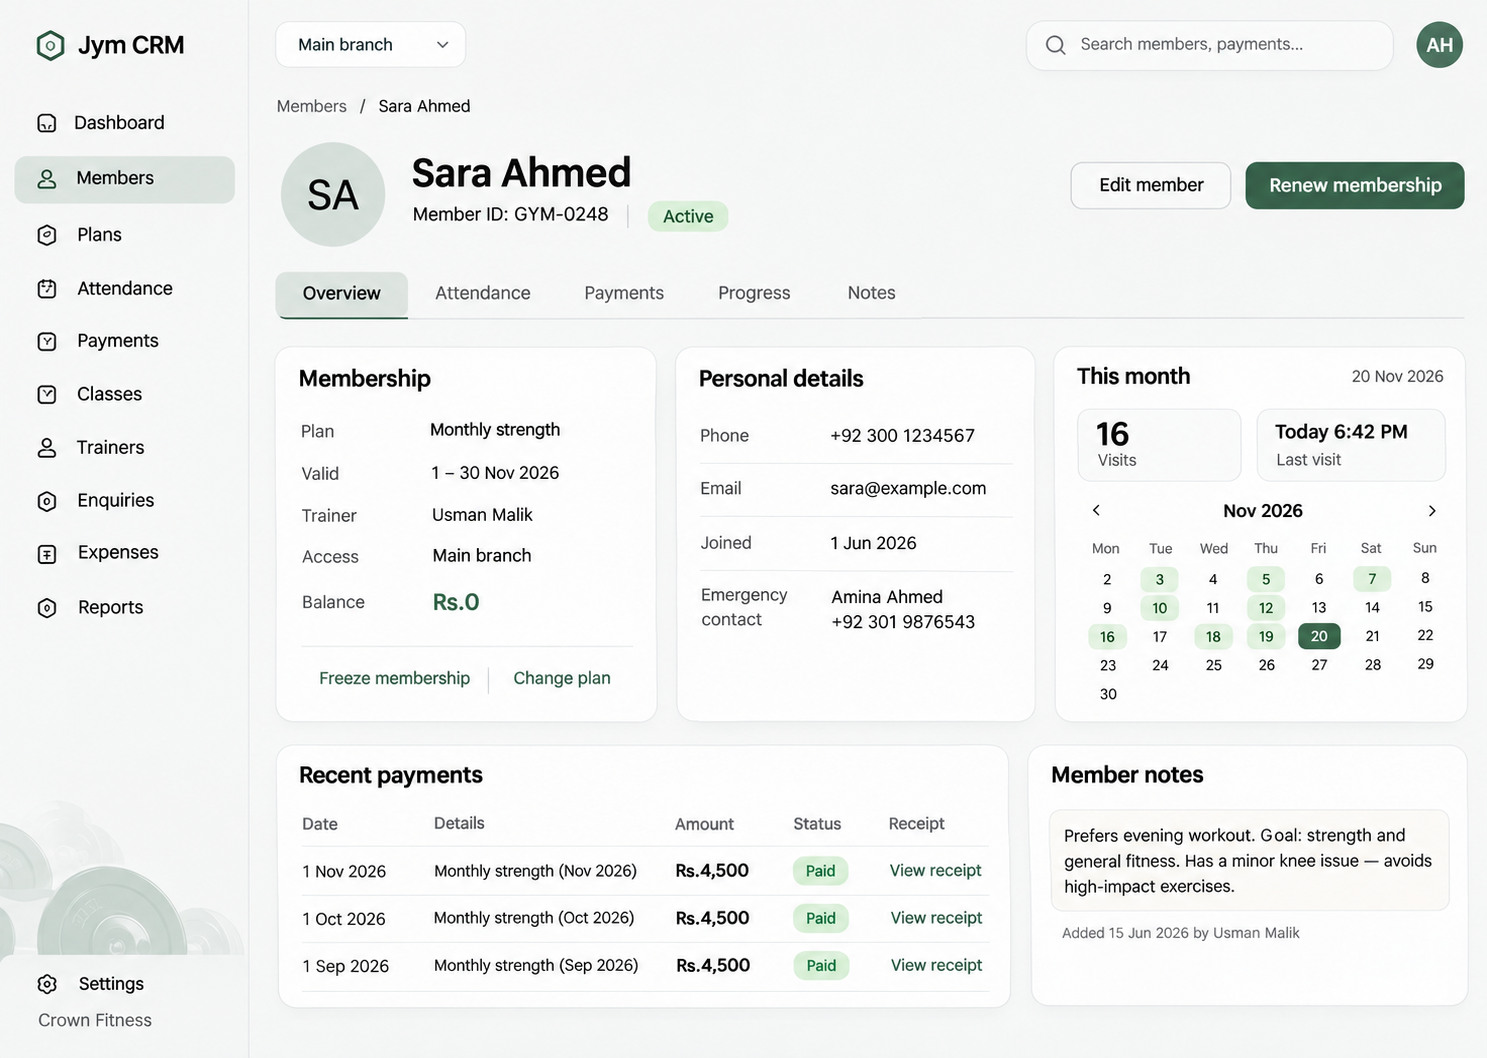 Jym CRM
Main branch
Search members, payments...
AH
Dashboard
Members
Plans
Attendance
Payments
Classes
Trainers
Enquiries
Expenses
Reports
Settings
Crown Fitness
Members / Sara Ahmed
SA
Sara Ahmed
Member ID: GYM-0248
Active
Edit member
Renew membership
Overview Attendance Payments Progress Notes
Membership
Plan Monthly strength
Valid 1 – 30 Nov 2026
Trainer Usman Malik
Access Main branch
Balance Rs.0
Freeze membership Change plan
Personal details
Phone +92 300 1234567
Email sara@example.com
Joined 1 Jun 2026
Emergency contact Amina Ahmed
+92 301 9876543
This month 20 Nov 2026
16
Visits
Today 6:42 PM
Last visit
Nov 2026
Mon Tue Wed Thu Fri Sat Sun
2 3 4 5 6 7 8
9 10 11 12 13 14 15
16 17 18 19 20 21 22
23 24 25 26 27 28 29
30
Recent payments
Date Details Amount Status Receipt
1 Nov 2026 Monthly strength (Nov 2026) Rs.4,500 Paid View receipt
1 Oct 2026 Monthly strength (Oct 2026) Rs.4,500 Paid View receipt
1 Sep 2026 Monthly strength (Sep 2026) Rs.4,500 Paid View receipt
Member notes
Prefers evening workout. Goal: strength and
general fitness. Has a minor knee issue — avoids
high-impact exercises.
Added 15 Jun 2026 by Usman Malik